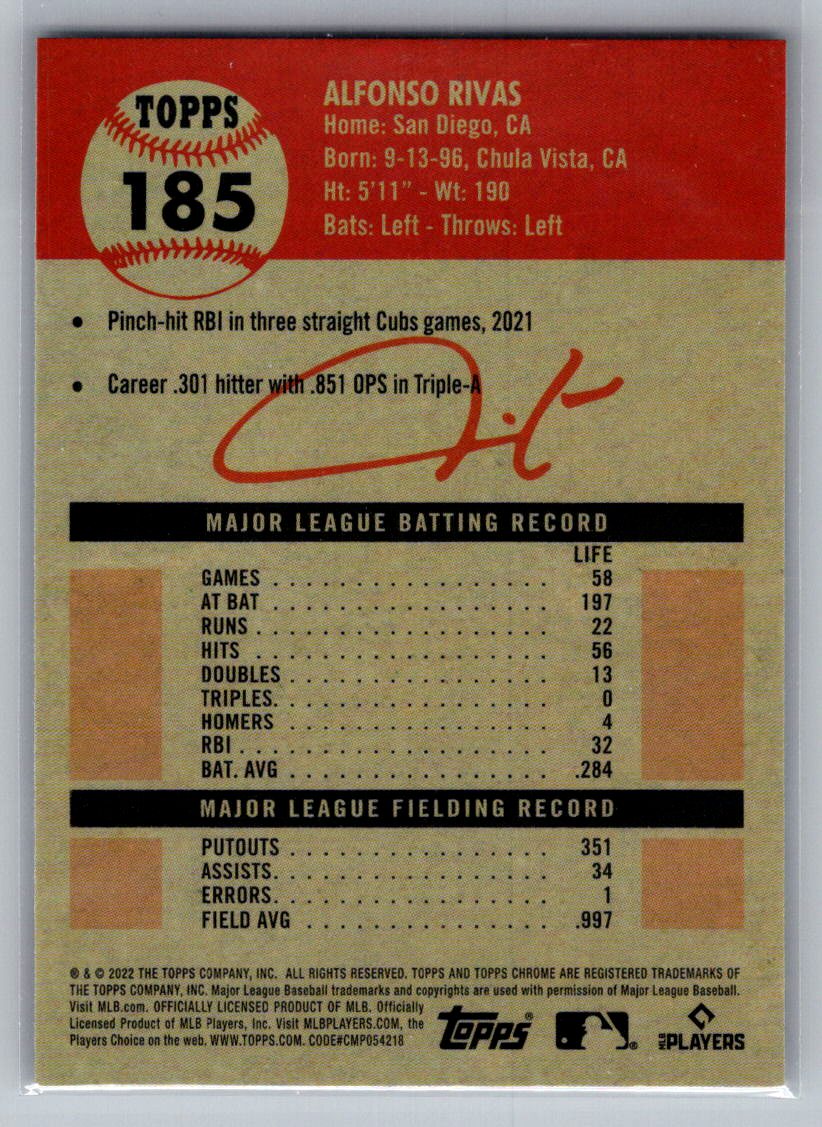 TOPPS
185
ALFONSO RIVAS
Home: San Diego, CA
Born: 9-13-96, Chula Vista, CA
Ht: 5'11" - Wt: 190
Bats: Left - Throws: Left
• Pinch-hit RBI in three straight Cubs games, 2021
• Career .301 hitter with .851 OPS in Triple-A
MAJOR LEAGUE BATTING RECORD
LIFE
GAMES . . . . . . . . . . . . . . . . . 58
AT BAT . . . . . . . . . . . . . . . . . 197
RUNS . . . . . . . . . . . . . . . . . . 22
HITS . . . . . . . . . . . . . . . . . . 56
DOUBLES . . . . . . . . . . . . . . . . 13
TRIPLES. . . . . . . . . . . . . . . . . 0
HOMERS . . . . . . . . . . . . . . . . 4
RBI . . . . . . . . . . . . . . . . . . . 32
BAT. AVG . . . . . . . . . . . . . . . . .284
MAJOR LEAGUE FIELDING RECORD
PUTOUTS . . . . . . . . . . . . . . . . 351
ASSISTS. . . . . . . . . . . . . . . . . 34
ERRORS. . . . . . . . . . . . . . . . . 1
FIELD AVG . . . . . . . . . . . . . . . .997
® & © 2022 THE TOPPS COMPANY, INC. ALL RIGHTS RESERVED. TOPPS AND TOPPS CHROME ARE REGISTERED TRADEMARKS OF
THE TOPPS COMPANY, INC. Major League Baseball trademarks and copyrights are used with permission of Major League Baseball.
Visit MLB.com. OFFICIALLY LICENSED PRODUCT OF MLB. Officially
Licensed Product of MLB Players, Inc. Visit MLBPLAYERS.COM, the
Players Choice on the web. WWW.TOPPS.COM. CODE#CMP054218
topps® ® MLB PLAYERS